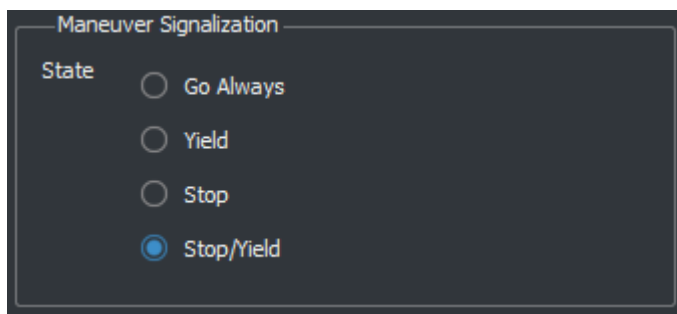 Maneuver Signalization
State
Go Always
Yield
Stop
Stop/Yield